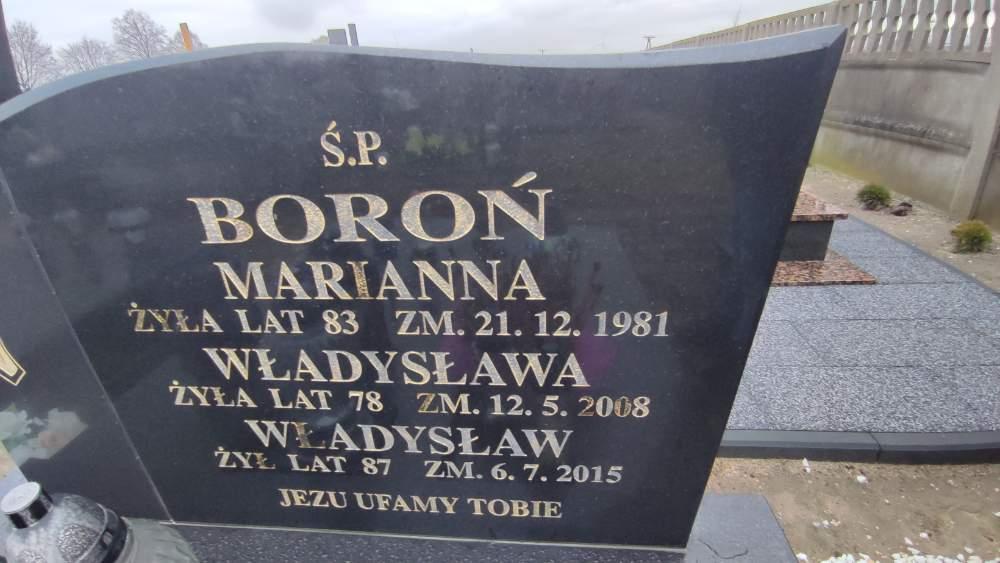 Ś.P.
BOROŃ
MARIANNA
ŻYŁA LAT 83 ZM. 21. 12. 1981
WŁADYSŁAWA
ŻYŁA LAT 78 ZM. 12. 5. 2008
WŁADYSŁAW
ŻYŁ LAT 87 ZM. 6. 7. 2015
JEZU UFAMY TOBIE